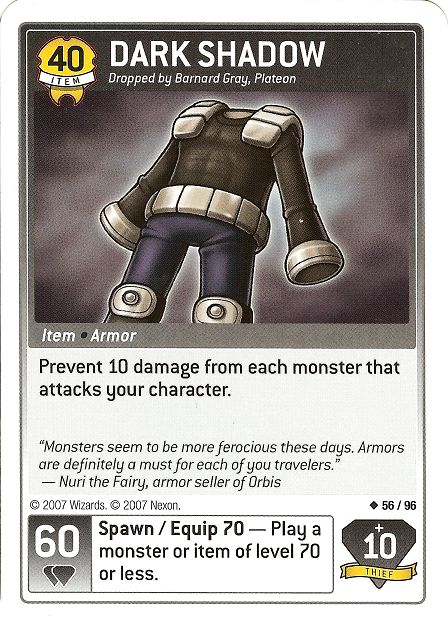 40
ITEM
DARK SHADOW
Dropped by Barnard Gray, Plateon
Item • Armor
Prevent 10 damage from each monster that
attacks your character.
“Monsters seem to be more ferocious these days. Armors
are definitely a must for each of you travelers.”
— Nuri the Fairy, armor seller of Orbis
© 2007 Wizards. © 2007 Nexon.
◆ 56 / 96
60
Spawn / Equip 70 — Play a
monster or item of level 70
or less.
+
10
THIEF